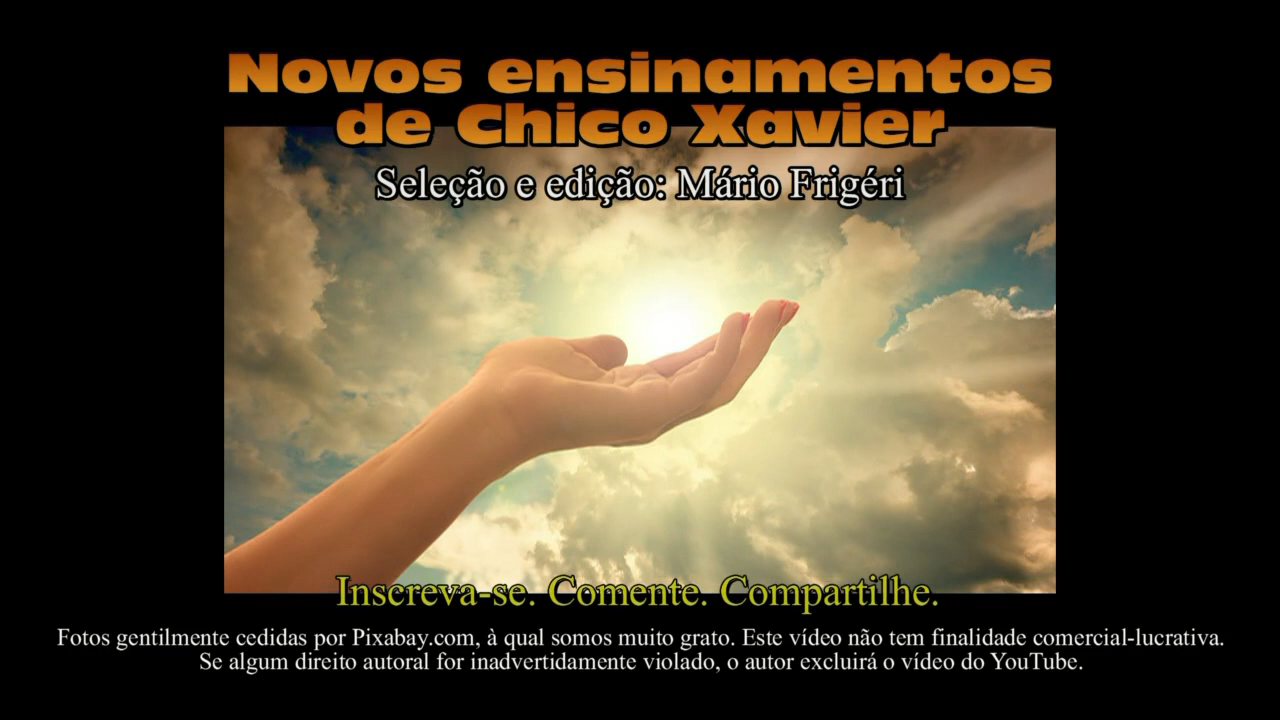 Novos ensinamentos
de Chico Xavier
Seleção e edição: Mário Frigéri
Inscreva-se. Comente. Compartilhe.
Fotos gentilmente cedidas por Pixabay.com, à qual somos muito grato. Este vídeo não tem finalidade comercial-lucrativa.
Se algum direito autoral for inadvertidamente violado, o autor excluirá o vídeo do YouTube.